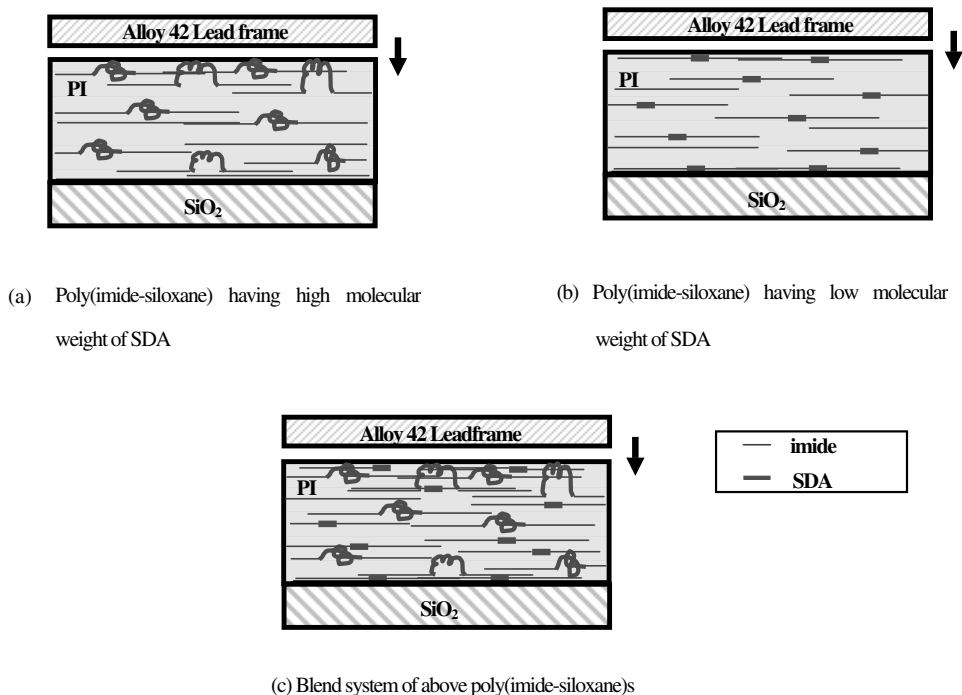 Alloy 42 Lead frame
PI
SiO₂
(a) Poly(imide-siloxane) having high molecular
weight of SDA
Alloy 42 Lead frame
PI
SiO₂
(b) Poly(imide-siloxane) having low molecular
weight of SDA
Alloy 42 Leadframe
PI
SiO₂
imide
SDA
(c) Blend system of above poly(imide-siloxane)s